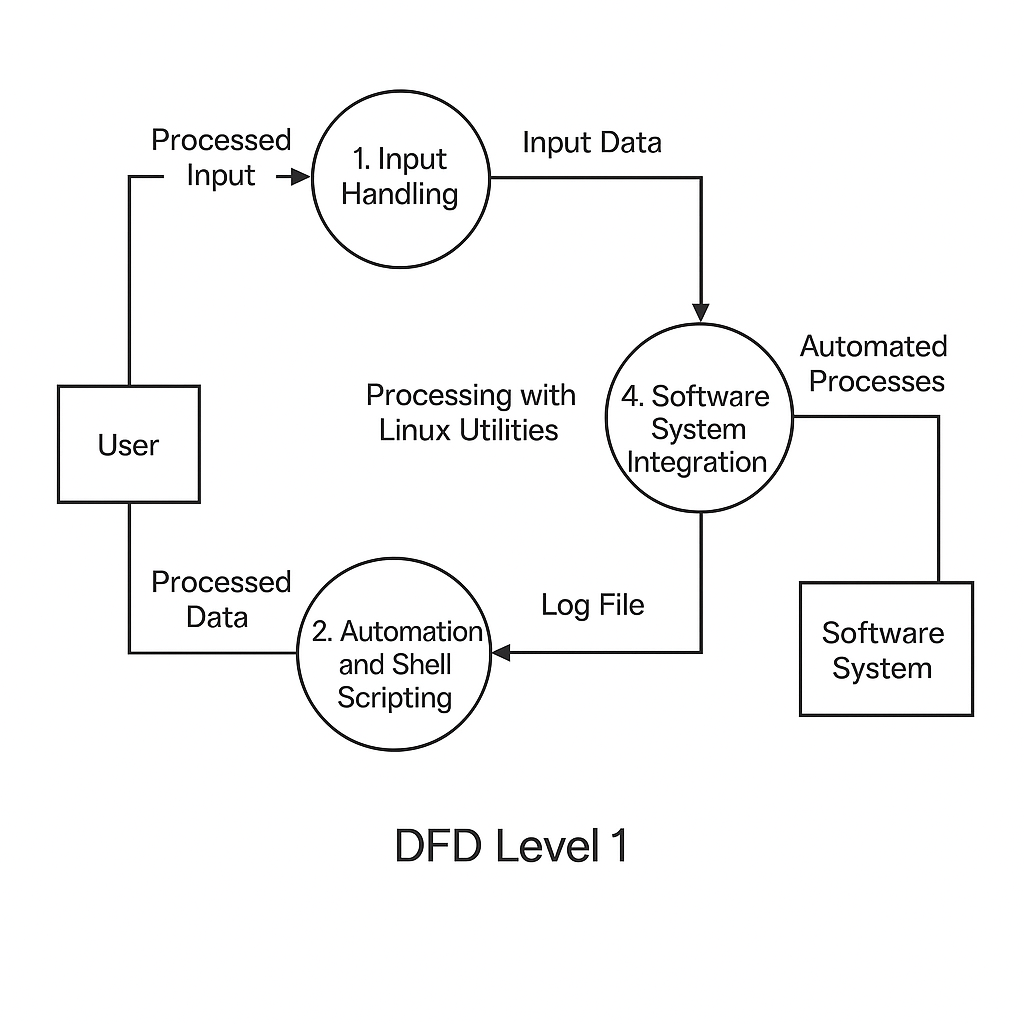 Processed
Input
1. Input
Handling
Input Data
Automated
Processes
Processing with
Linux Utilities
4. Software
System
Integration
User
Processed
Data
2. Automation
and Shell
Scripting
Log File
Software
System
DFD Level 1